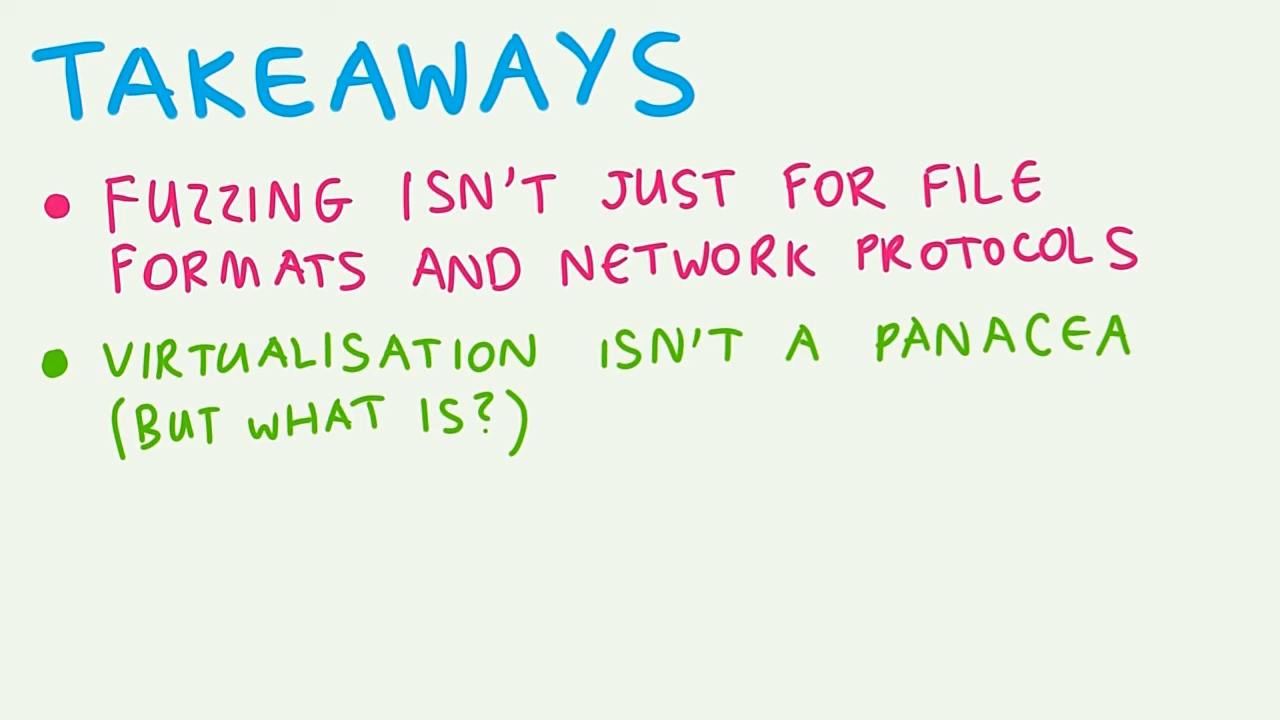 TAKEAWAYS
• FUZZING ISN'T JUST FOR FILE
FORMATS AND NETWORK PROTOCOLS
• VIRTUALISATION ISN'T A PANACEA
(BUT WHAT IS?)